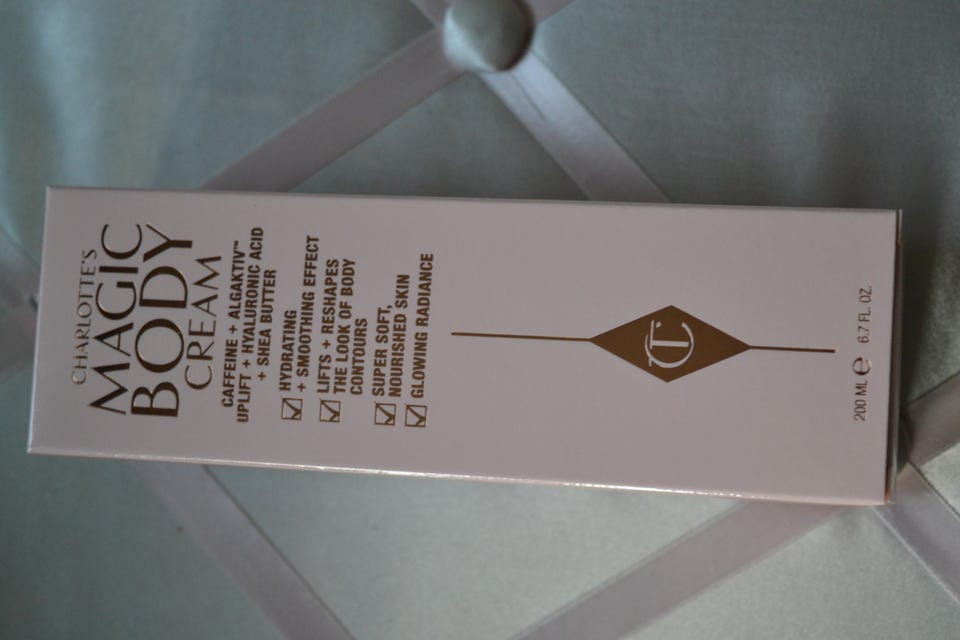 CHARLOTTE'S
MAGIC
BODY
CREAM
CAFFEINE + ALGAKTIV™
UPLIFT + HYALURONIC ACID
+ SHEA BUTTER
HYDRATING
+ SMOOTHING EFFECT
LIFTS + RESHAPES
THE LOOK OF BODY
CONTOURS
SUPER SOFT,
NOURISHED SKIN
GLOWING RADIANCE
CT
200 ML ℮ 6.7 FL. OZ.